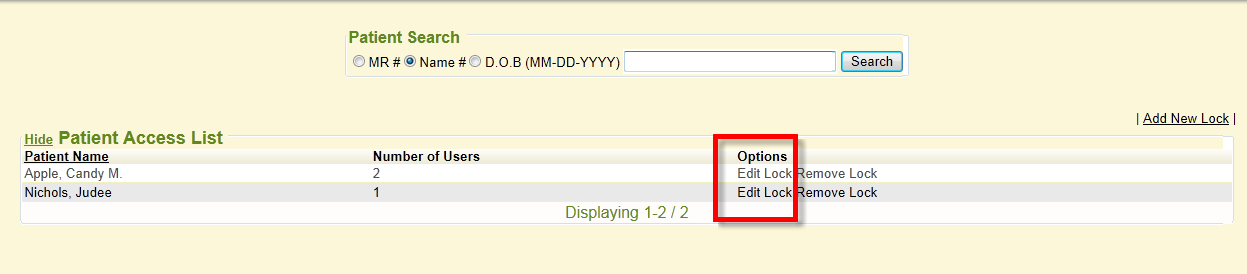 Patient Search
MR # Name # D.O.B (MM-DD-YYYY) Search
| Add New Lock |
Hide Patient Access List
Patient Name Number of Users Options
Apple, Candy M. 2 Edit Lock Remove Lock
Nichols, Judee 1 Edit Lock Remove Lock
Displaying 1-2 / 2